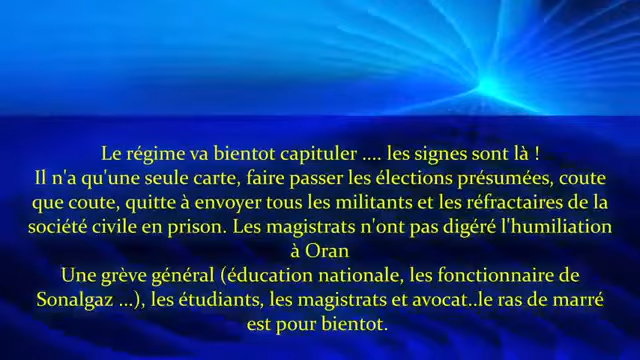 Le régime va bientot capituler .... les signes sont là !
Il n'a qu'une seule carte, faire passer les élections présumées, coute
que coute, quitte à envoyer tous les militants et les réfractaires de la
société civile en prison. Les magistrats n'ont pas digéré l'humiliation
à Oran
Une grève général (éducation nationale, les fonctionnaire de
Sonalgaz ...), les étudiants, les magistrats et avocat..le ras de marré
est pour bientot.